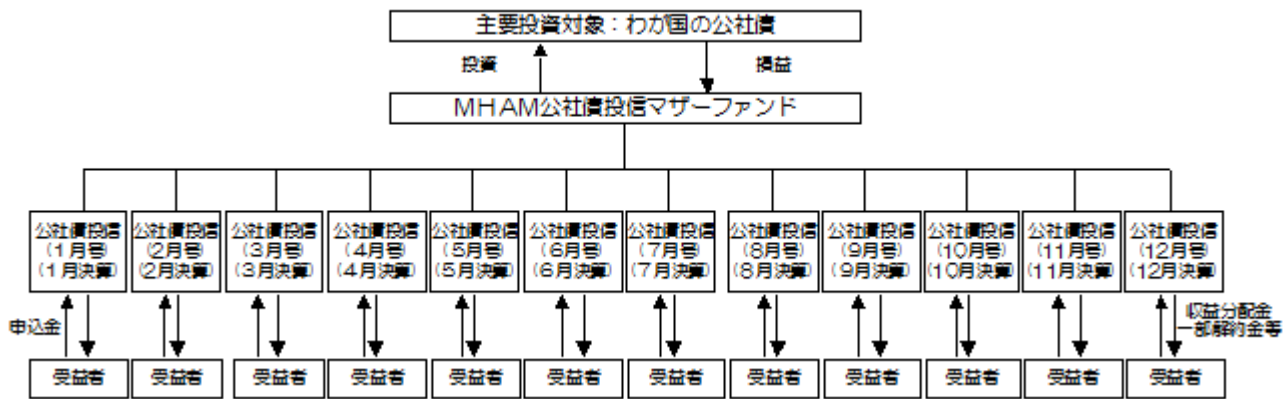 主要投資対象：わが国の公社債
投資
損益
MHAM公社債投信マザーファンド
公社債投信
(1月号)
(1月決算)
公社債投信
(2月号)
(2月決算)
公社債投信
(3月号)
(3月決算)
公社債投信
(4月号)
(4月決算)
公社債投信
(5月号)
(5月決算)
公社債投信
(6月号)
(6月決算)
公社債投信
(7月号)
(7月決算)
公社債投信
(8月号)
(8月決算)
公社債投信
(9月号)
(9月決算)
公社債投信
(10月号)
(10月決算)
公社債投信
(11月号)
(11月決算)
公社債投信
(12月号)
(12月決算)
申込金
収益分配金
一部解約金等
受益者
受益者
受益者
受益者
受益者
受益者
受益者
受益者
受益者
受益者
受益者
受益者